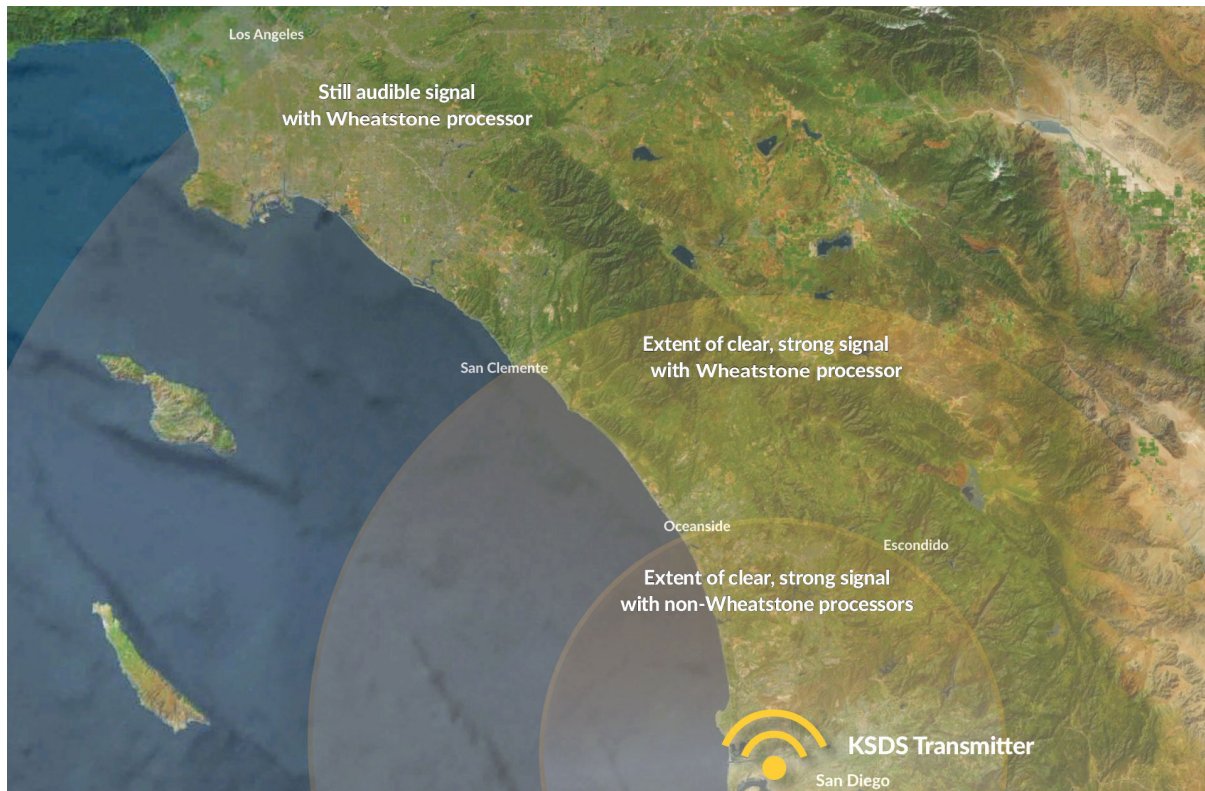 Los Angeles
Still audible signal
with Wheatstone processor
Extent of clear, strong signal
with Wheatstone processor
San Clemente
Oceanside
Escondido
Extent of clear, strong signal
with non-Wheatstone processors
KSDS Transmitter
San Diego